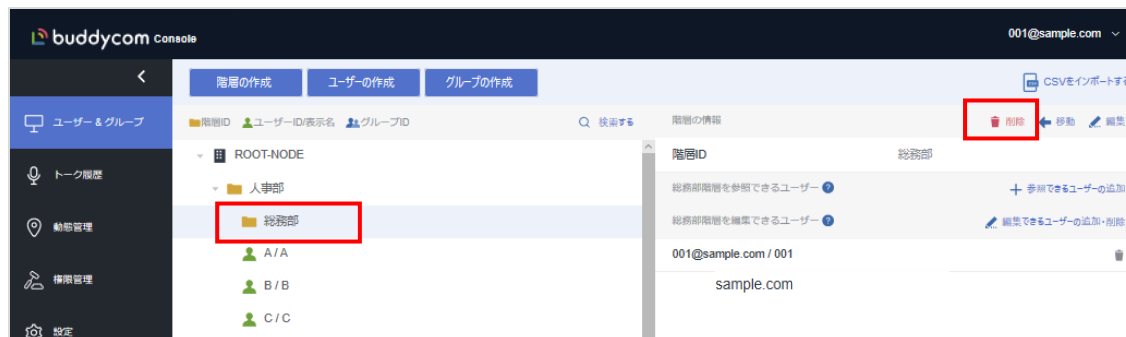 buddycom Console
001@sample.com
階層の作成
ユーザーの作成
グループの作成
CSVをインポートする
ユーザー & グループ
トーク履歴
動態管理
権限管理
設定
階層ID ユーザーID/表示名 グループID
検索する
ROOT-NODE
人事部
総務部
A / A
B / B
C / C
階層の情報
削除 移動 編集
階層ID 総務部
総務部階層を参照できるユーザー ?
参照できるユーザーの追加
総務部階層を編集できるユーザー ?
編集できるユーザーの追加・削除
001@sample.com / 001
sample.com